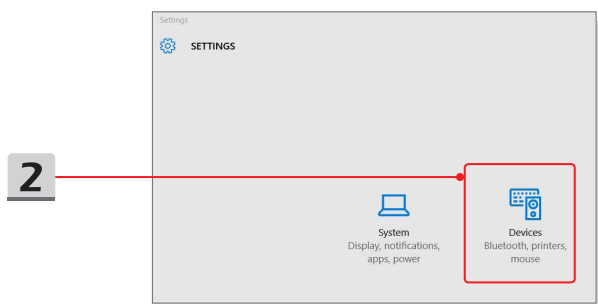 Settings
SETTINGS
2
System
Display, notifications,
apps, power
Devices
Bluetooth, printers,
mouse